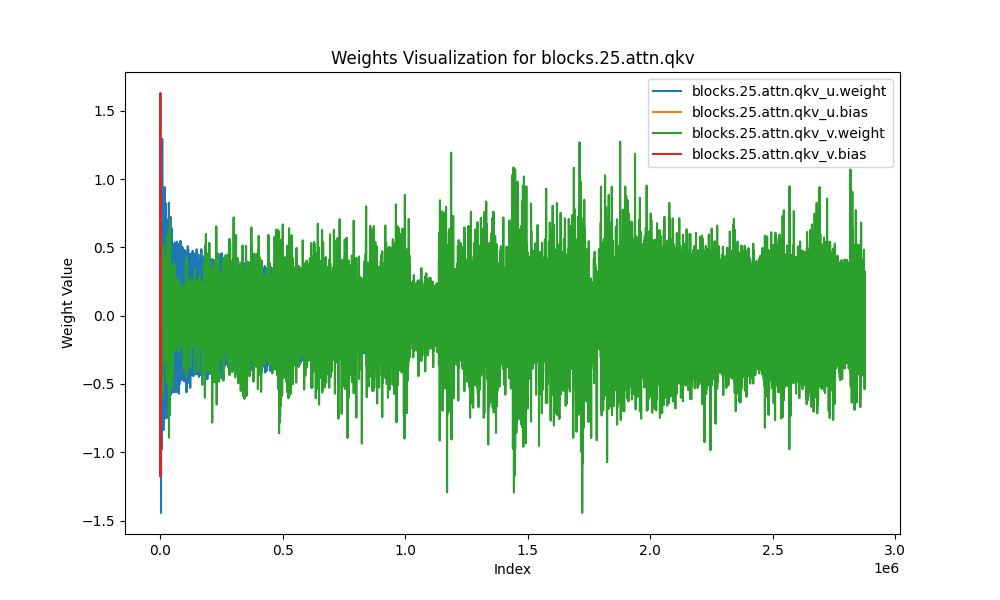 Weights Visualization for blocks.25.attn.qkv
blocks.25.attn.qkv_u.weight
blocks.25.attn.qkv_u.bias
blocks.25.attn.qkv_v.weight
blocks.25.attn.qkv_v.bias
Weight Value
1.5
1.0
0.5
0.0
−0.5
−1.0
−1.5
0.0 0.5 1.0 1.5 2.0 2.5 3.0
1e6
Index